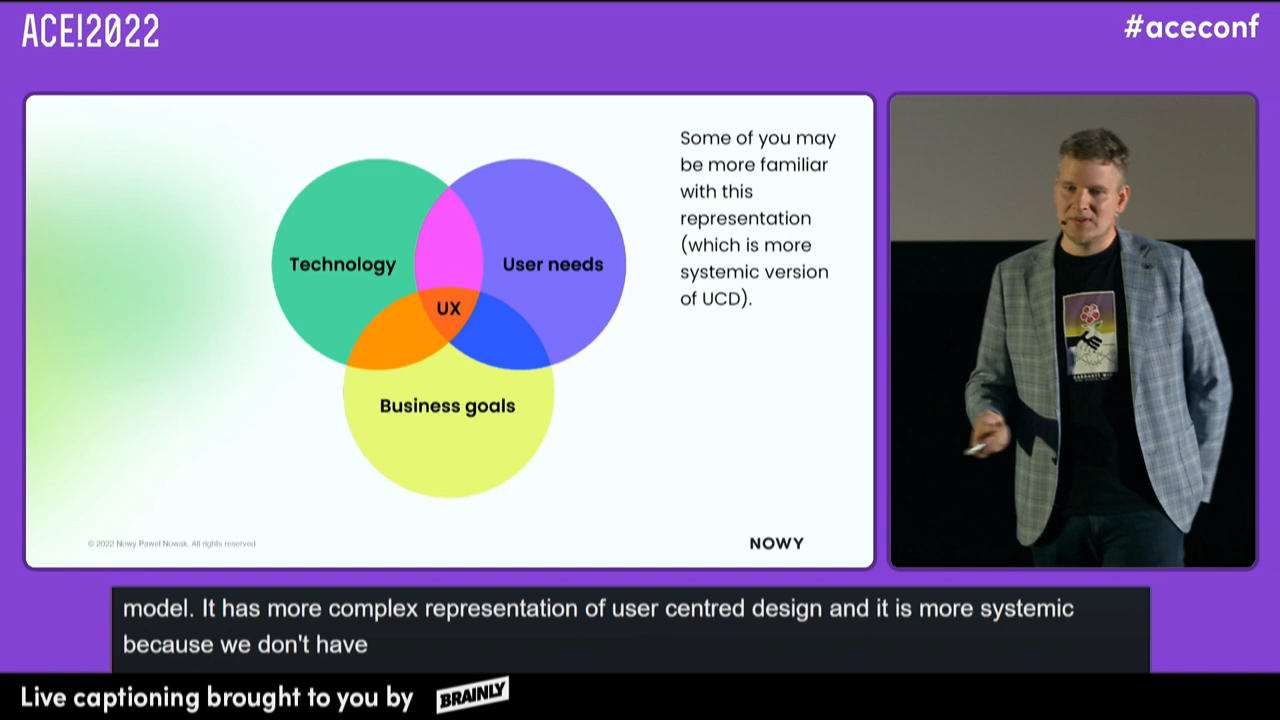 ACE!2022
#aceconf
Some of you may
be more familiar
with this
representation
(which is more
systemic version
of UCD).
Technology
User needs
UX
Business goals
© 2022 Nowy Paweł Nowak. All rights reserved
NOWY
model. It has more complex representation of user centred design and it is more systemic
because we don't have
Live captioning brought to you by
BRAINLY